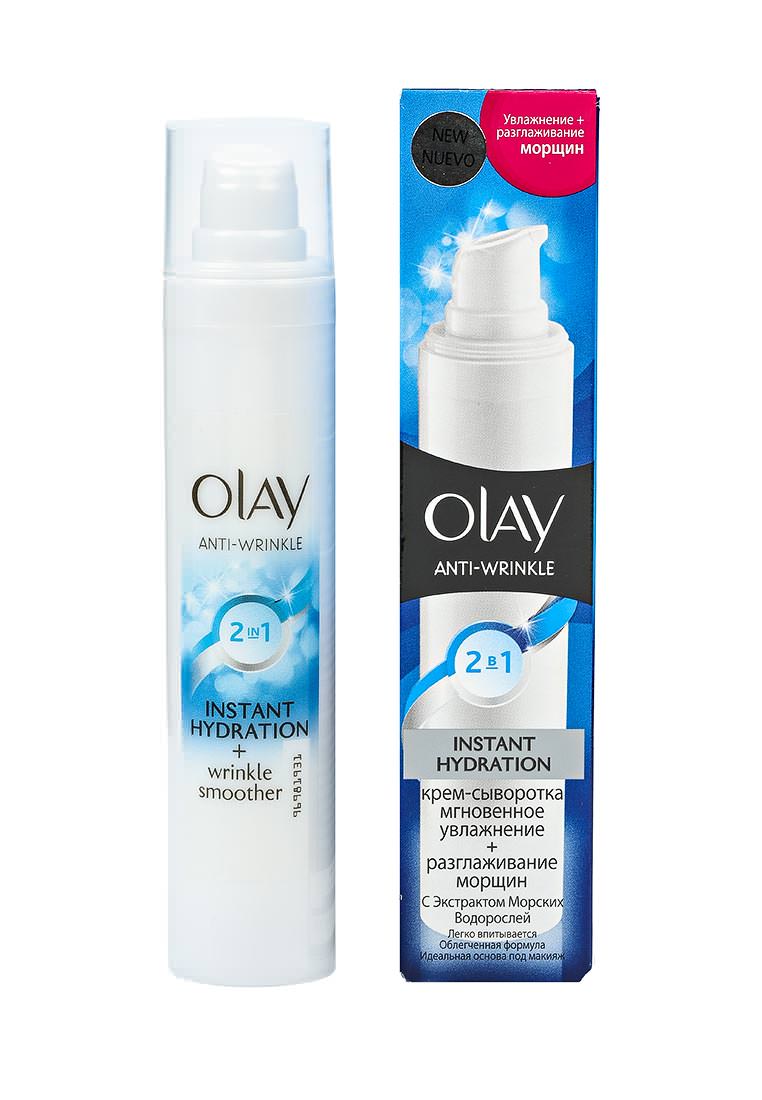 OLAY
ANTI-WRINKLE
2 IN 1
INSTANT
HYDRATION
+
wrinkle
smoother
NEW
NUEVO
Увлажнение +
разглаживание
морщин
OLAY
ANTI-WRINKLE
2 в 1
INSTANT
HYDRATION
крем-сыворотка
мгновенное
увлажнение
+
разглаживание
морщин
С Экстрактом Морских
Водорослей
Легко впитывается
Облегченная формула
Идеальная основа под макияж